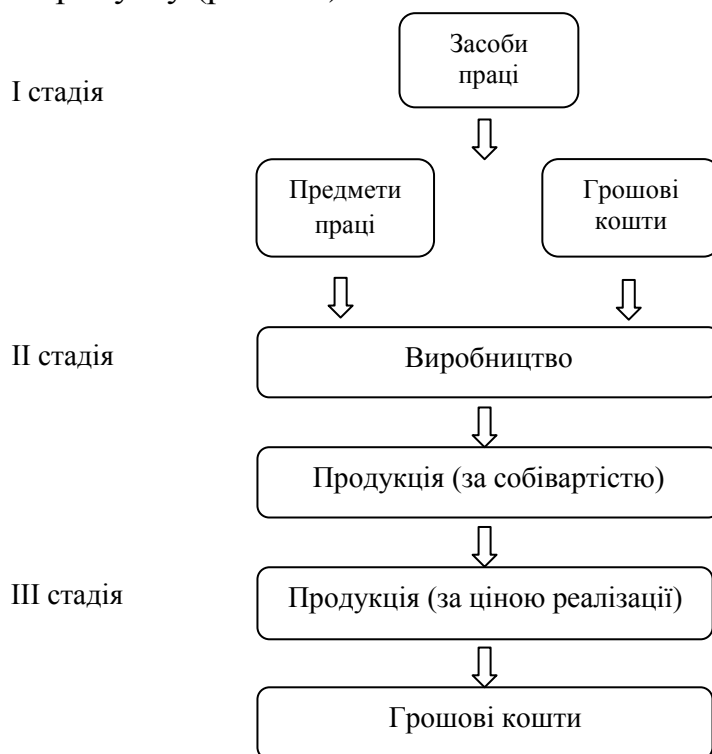 Засоби
праці
І стадія
Предмети
праці
Грошові
кошти
ІІ стадія
Виробництво
Продукція (за собівартістю)
ІІІ стадія
Продукція (за ціною реалізації)
Грошові кошти